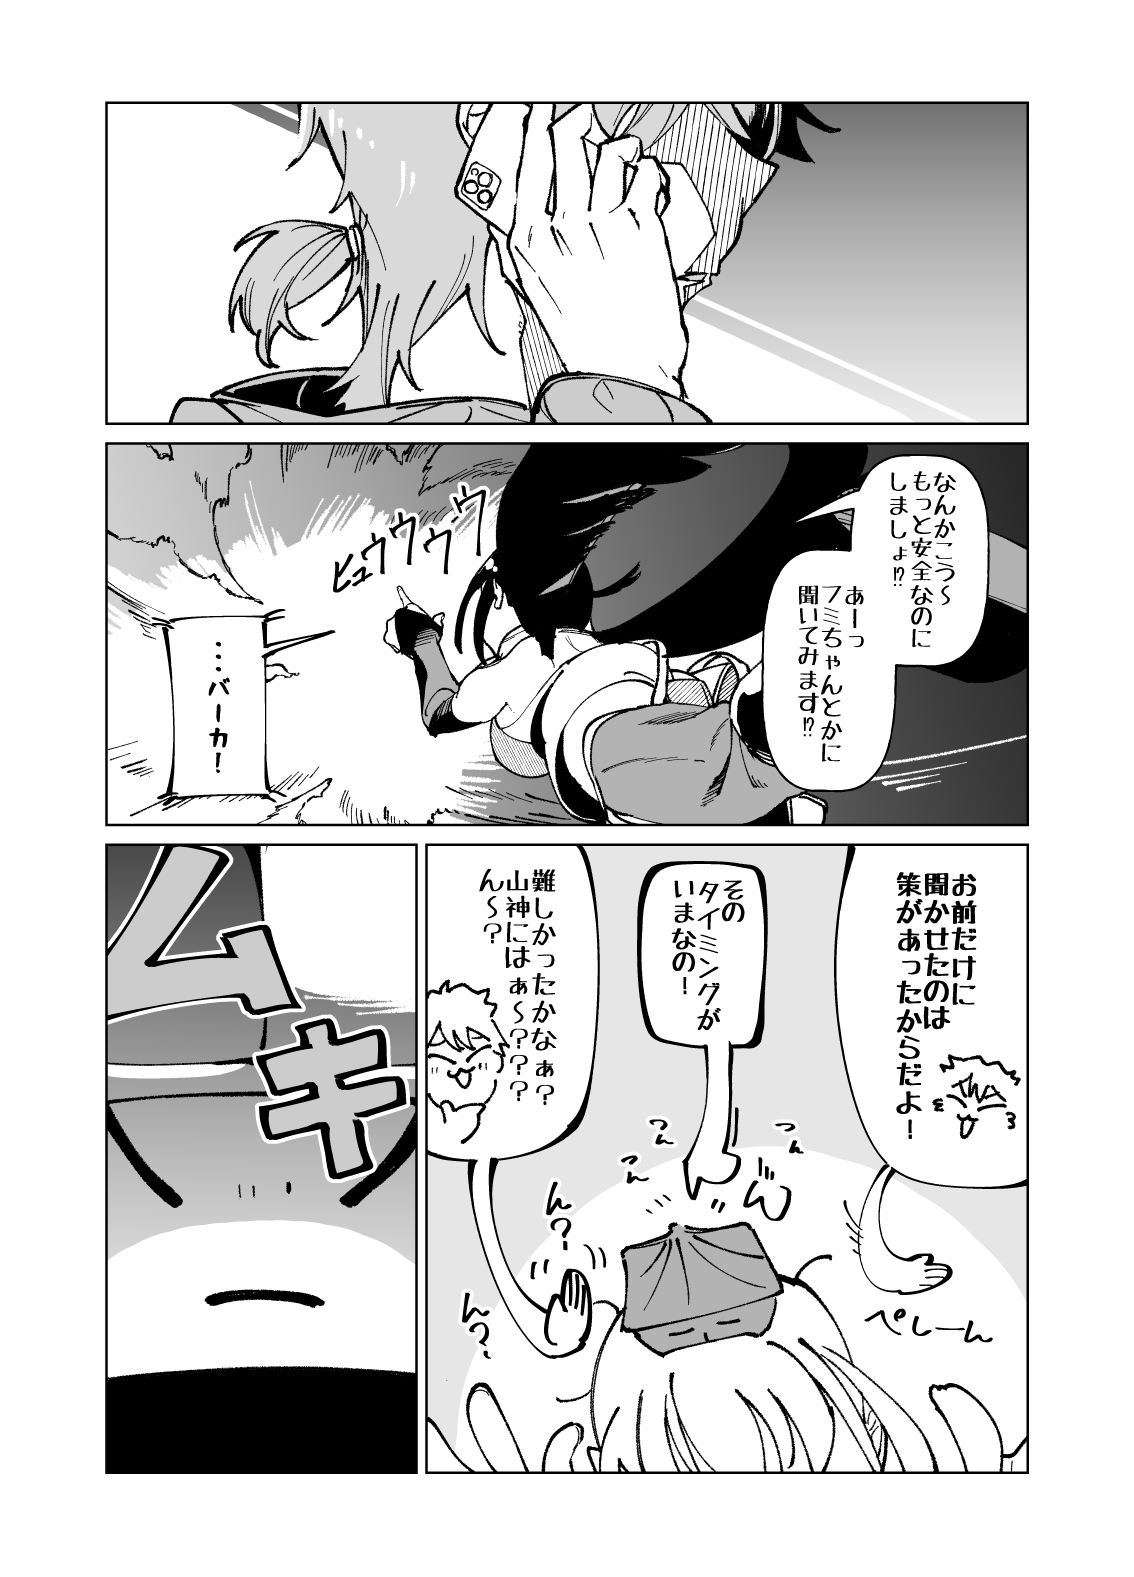 なんかこう〜
もっと安全なのに
しましょ⁉
あーっ
フミちゃんとかに
聞いてみます⁉
ヒュウウウ
…バーカ！
お前だけに
聞かせたのは
策があったからだよ！
ぺしーん
その
タイミングが
いまなの！
つん
つん
つん
ん
難しかったかなぁ？
山神にはぁ〜？？？
ん〜？
ん？
ん？
ムキ